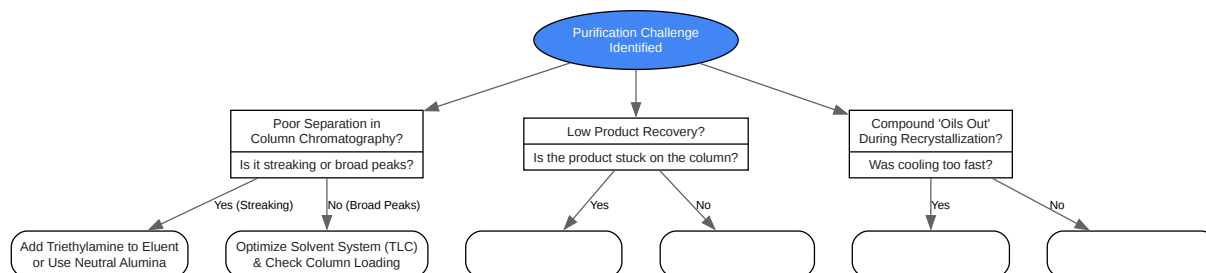 Purification Challenge
Identified
Poor Separation in
Column Chromatography?
Is it streaking or broad peaks?
Low Product Recovery?
Is the product stuck on the column?
Compound 'Oils Out'
During Recrystallization?
Was cooling too fast?
Yes (Streaking)
No (Broad Peaks)
Yes
No
Yes
No
Add Triethylamine to Eluent
or Use Neutral Alumina
Optimize Solvent System (TLC)
& Check Column Loading